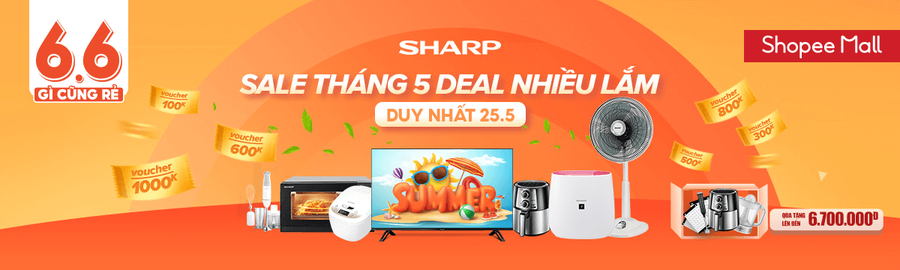 6.6
GÌ CŨNG RẺ
SHARP
Shopee Mall
SALE THÁNG 5 DEAL NHIỀU LẮM
DUY NHẤT 25.5
voucher
100K
voucher
600K
voucher
1000K
voucher
800K
voucher
300K
voucher
500K
SUMMER
QUÀ TẶNG
LÊN ĐẾN
6.700.000Đ